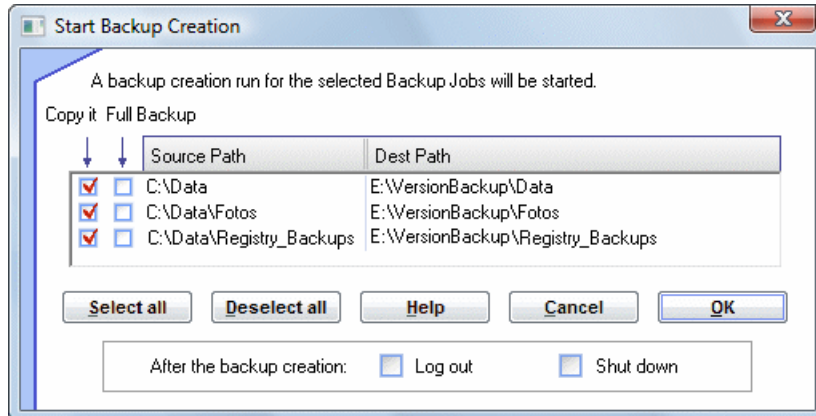 Start Backup Creation
A backup creation run for the selected Backup Jobs will be started.
Copy it Full Backup
Source Path Dest Path
C:\Data E:\VersionBackup\Data
C:\Data\Fotos E:\VersionBackup\Fotos
C:\Data\Registry_Backups E:\VersionBackup\Registry_Backups
Select all Deselect all Help Cancel OK
After the backup creation: Log out Shut down